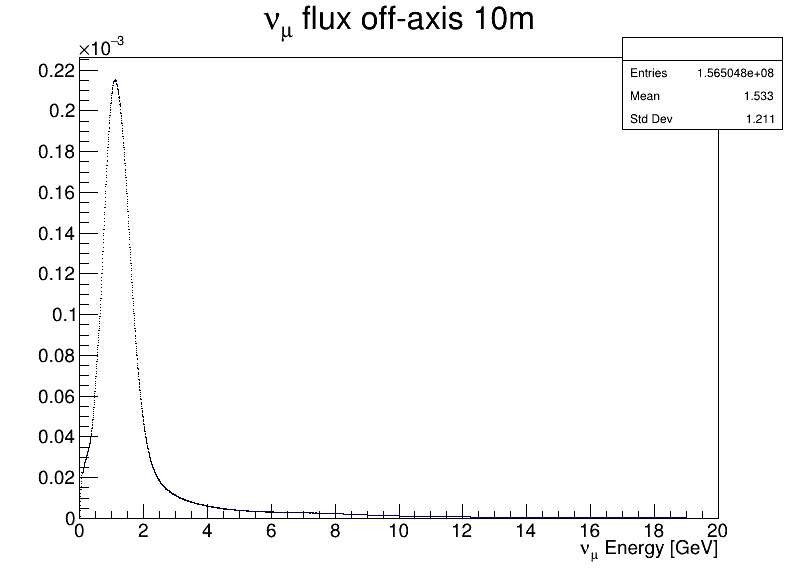 νμ flux off-axis 10m
×10−3
Entries 1.565048e+08
Mean 1.533
Std Dev 1.211
0.22
0.2
0.18
0.16
0.14
0.12
0.1
0.08
0.06
0.04
0.02
0
0 2 4 6 8 10 12 14 16 18 20
νμ Energy [GeV]